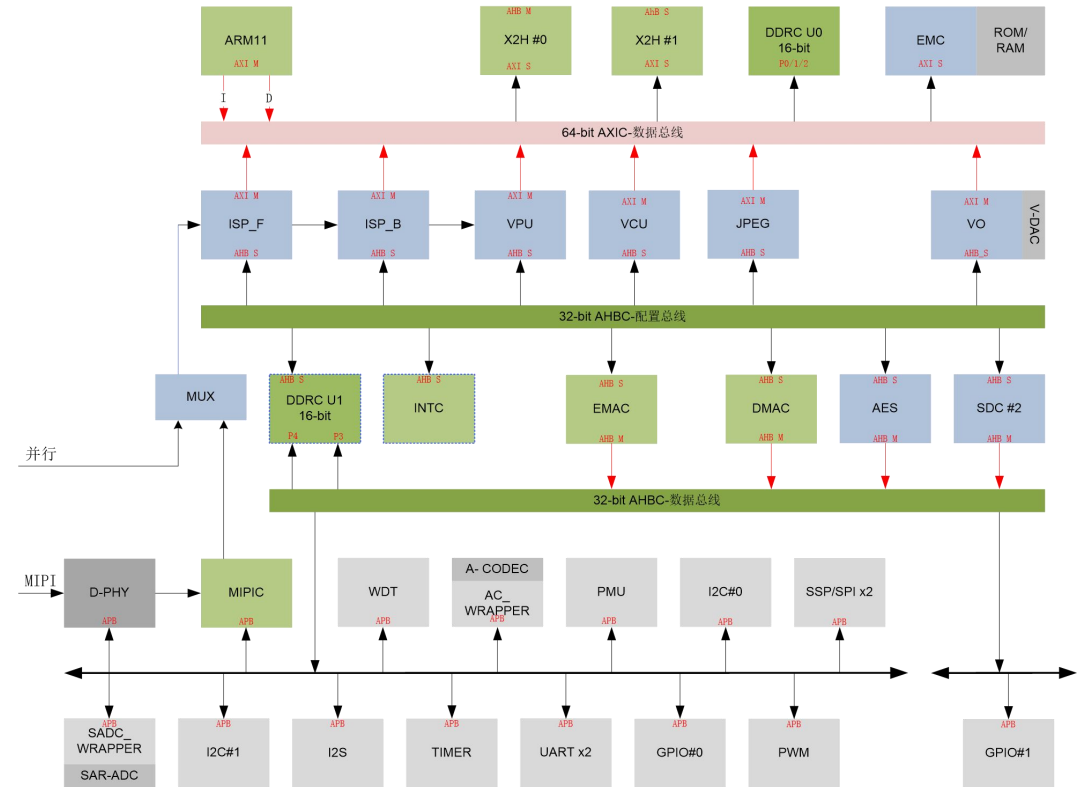 ARM11
AXI M
I
D
AHB M
X2H #0
AXI S
AhB S
X2H #1
AXI S
DDRC U0
16-bit
P0/1/2
EMC
AXI S
ROM/
RAM
64-bit AXIC-数据总线
AXI M
ISP_F
AHB S
AXI M
ISP_B
AHB S
AXI M
VPU
AHB S
AXI M
VCU
AHB S
AXI M
JPEG
AHB S
AXI M
VO
AHB_S
V-DAC
32-bit AHBC-配置总线
MUX
AHB S
DDRC U1
16-bit
P4
P3
AHB S
INTC
AHB S
EMAC
AHB M
AHB S
DMAC
AHB M
AHB S
AES
AHB M
AHB S
SDC #2
AHB M
并行
32-bit AHBC-数据总线
MIPI
D-PHY
APB
MIPIC
APB
WDT
APB
A- CODEC
AC_
WRAPPER
APB
PMU
APB
I2C#0
APB
SSP/SPI x2
APB
APB
SADC_
WRAPPER
SAR-ADC
APB
I2C#1
APB
I2S
APB
TIMER
APB
UART x2
APB
GPIO#0
APB
PWM
APB
GPIO#1